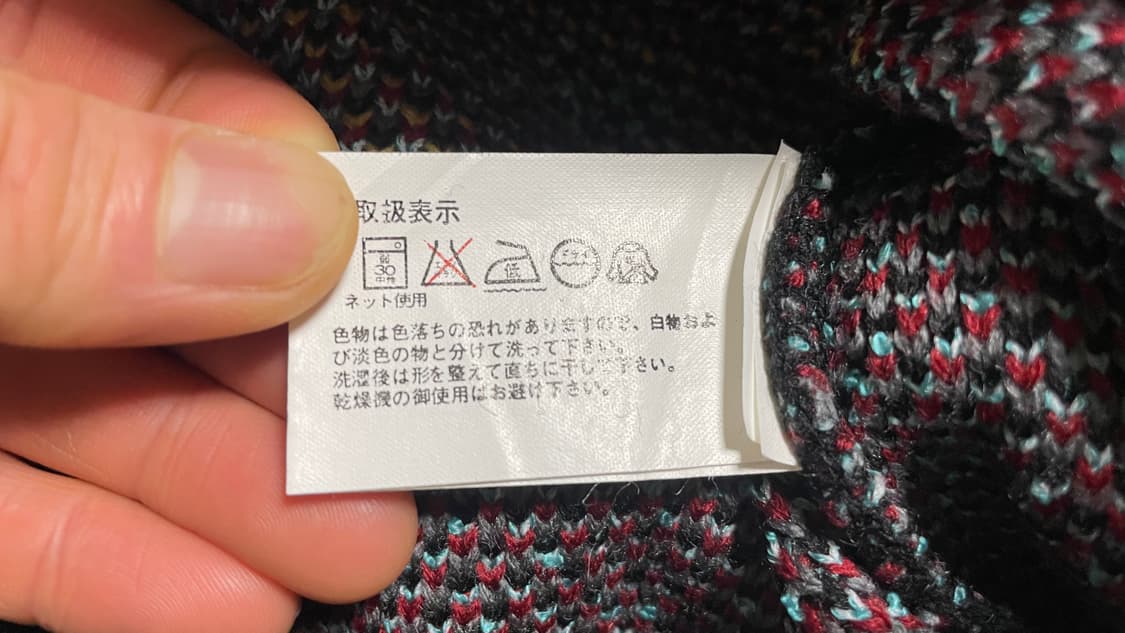 取扱表示
弱
30
中性
低
ドライ
ネット使用
色物は色落ちの恐れがありますので、白物およ
び淡色の物と分けて洗って下さい。
洗濯後は形を整えて直ちに干して下さい。
乾燥機の御使用はお避け下さい。